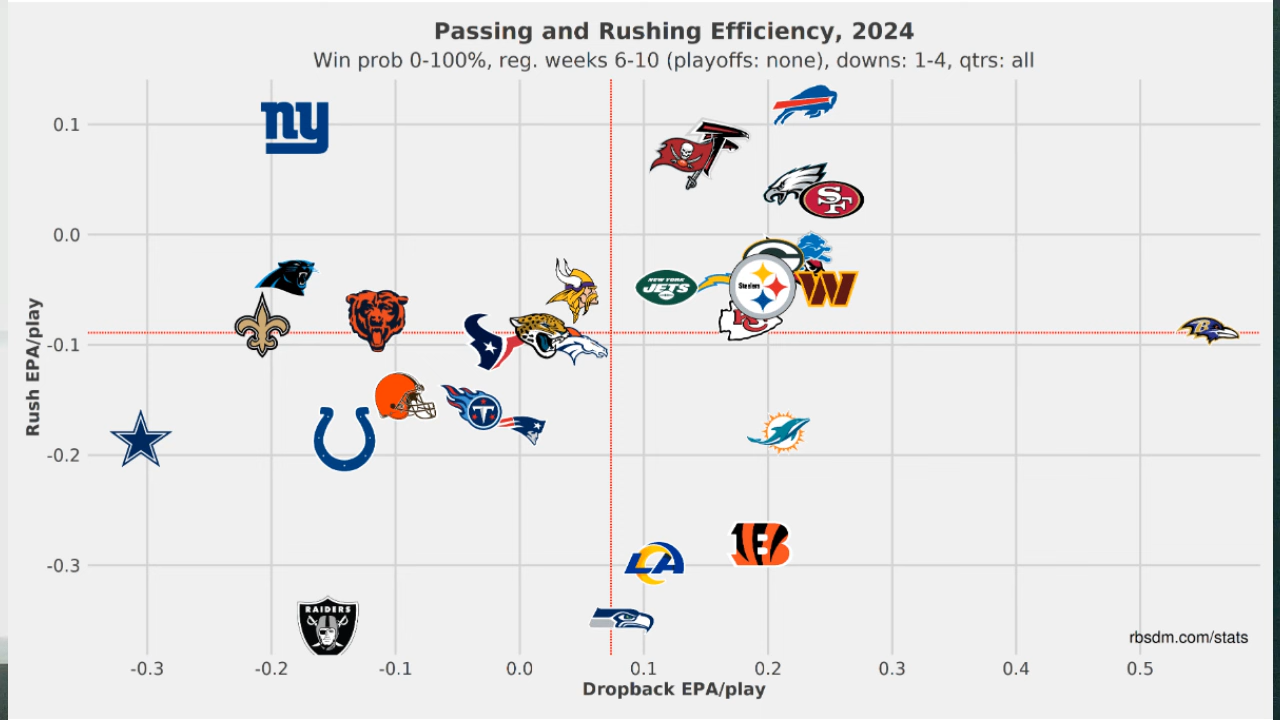 Passing and Rushing Efficiency, 2024
Win prob 0-100%, reg. weeks 6-10 (playoffs: none), downs: 1-4, qtrs: all
ny
0.1
0.0
-0.1
-0.2
-0.3
Rush EPA/play
SF
NEW YORK
JETS
Steelers
W
KC
B
T
B
LA
RAIDERS
rbsdm.com/stats
-0.3
-0.2
-0.1
0.0
0.1
0.2
0.3
0.4
0.5
Dropback EPA/play